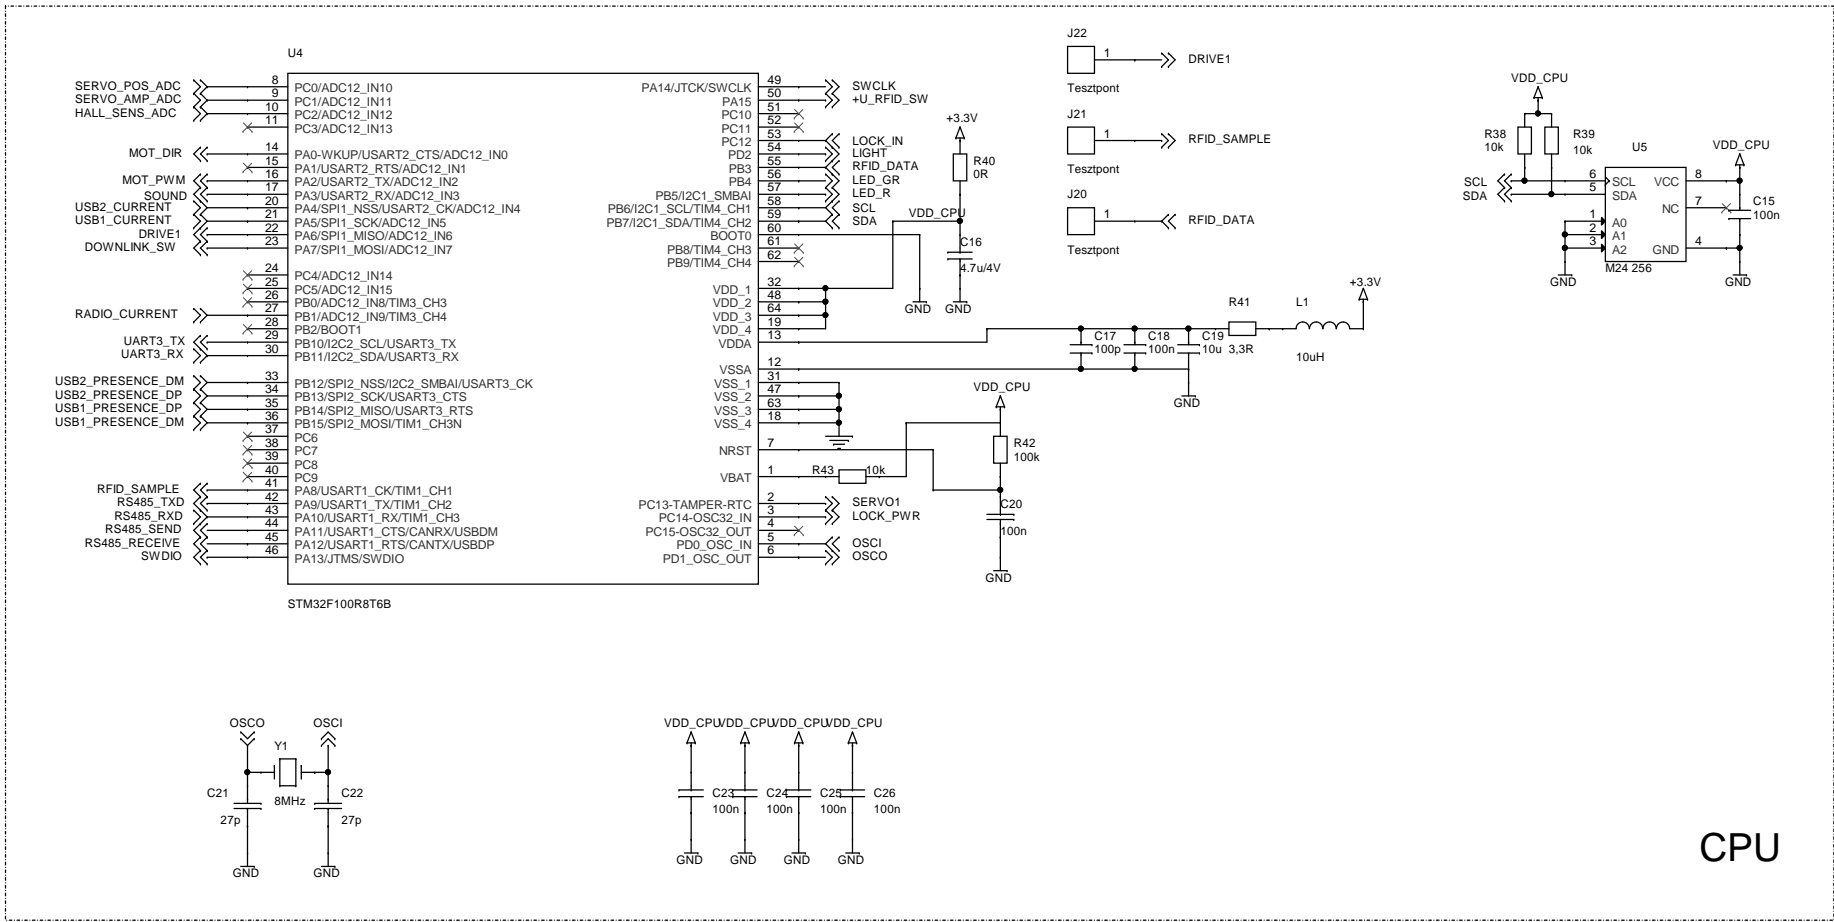 U4
SERVO_POS_ADC 8 PC0/ADC12_IN10
SERVO_AMP_ADC 9 PC1/ADC12_IN11
HALL_SENS_ADC 10 PC2/ADC12_IN12
11 PC3/ADC12_IN13
MOT_DIR 14 PA0-WKUP/USART2_CTS/ADC12_IN0
15 PA1/USART2_RTS/ADC12_IN1
MOT_PWM 16 PA2/USART2_TX/ADC12_IN2
SOUND 17 PA3/USART2_RX/ADC12_IN3
USB2_CURRENT 20 PA4/SPI1_NSS/USART2_CK/ADC12_IN4
USB1_CURRENT 21 PA5/SPI1_SCK/ADC12_IN5
DRIVE1 22 PA6/SPI1_MISO/ADC12_IN6
DOWNLINK_SW 23 PA7/SPI1_MOSI/ADC12_IN7
24 PC4/ADC12_IN14
25 PC5/ADC12_IN15
26 PB0/ADC12_IN8/TIM3_CH3
RADIO_CURRENT 27 PB1/ADC12_IN9/TIM3_CH4
28 PB2/BOOT1
UART3_TX 29 PB10/I2C2_SCL/USART3_TX
UART3_RX 30 PB11/I2C2_SDA/USART3_RX
USB2_PRESENCE_DM 33 PB12/SPI2_NSS/I2C2_SMBAI/USART3_CK
USB2_PRESENCE_DP 34 PB13/SPI2_SCK/USART3_CTS
USB1_PRESENCE_DP 35 PB14/SPI2_MISO/USART3_RTS
USB1_PRESENCE_DM 36 PB15/SPI2_MOSI/TIM1_CH3N
37 PC6
38 PC7
39 PC8
40 PC9
RFID_SAMPLE 41 PA8/USART1_CK/TIM1_CH1
RS485_TXD 42 PA9/USART1_TX/TIM1_CH2
RS485_RXD 43 PA10/USART1_RX/TIM1_CH3
RS485_SEND 44 PA11/USART1_CTS/CANRX/USBDM
RS485_RECEIVE 45 PA12/USART1_RTS/CANTX/USBDP
SWDIO 46 PA13/JTMS/SWDIO
STM32F100R8T6B
PA14/JTCK/SWCLK 49 SWCLK
PA15 50 +U_RFID_SW
PC10 51
PC11 52
PC12 53 LOCK_IN
PD2 54 LIGHT
PB3 55 RFID_DATA
PB4 56 LED_GR
PB5/I2C1_SMBAI 57 LED_R
PB6/I2C1_SCL/TIM4_CH1 58 SCL
PB7/I2C1_SDA/TIM4_CH2 59 SDA
BOOT0 60
PB8/TIM4_CH3 61
PB9/TIM4_CH4 62
VDD_1 32
VDD_2 48
VDD_3 64
VDD_4 19
VDDA 13
VSSA 12
VSS_1 31
VSS_2 47
VSS_3 63
VSS_4 18
NRST 7
VBAT 1
PC13-TAMPER-RTC 2 SERVO1
PC14-OSC32_IN 3 LOCK_PWR
PC15-OSC32_OUT 4
PD0_OSC_IN 5 OSCI
PD1_OSC_OUT 6 OSCO
+3.3V
R40
0R
VDD_CPU
C16
4.7u/4V
GND GND
R43 10k
VDD_CPU
R42
100k
C20
100n
GND
C17 C18 C19
100p 100n 10u
GND
R41
3,3R
L1
10uH
+3.3V
J22
1 DRIVE1
Tesztpont
J21
1 RFID_SAMPLE
Tesztpont
J20
1 RFID_DATA
Tesztpont
VDD_CPU
R38 R39
10k 10k
U5
SCL 6 SCL VCC 8
SDA 5 SDA
NC 7
1 A0
2 A1
3 A2 GND 4
M24 256
GND
VDD_CPU
C15
100n
GND
OSCO OSCI
Y1
8MHz
C21 C22
27p 27p
GND GND
VDD_CPU VDD_CPU VDD_CPU VDD_CPU
C23 C24 C25 C26
100n 100n 100n 100n
GND GND GND GND
CPU